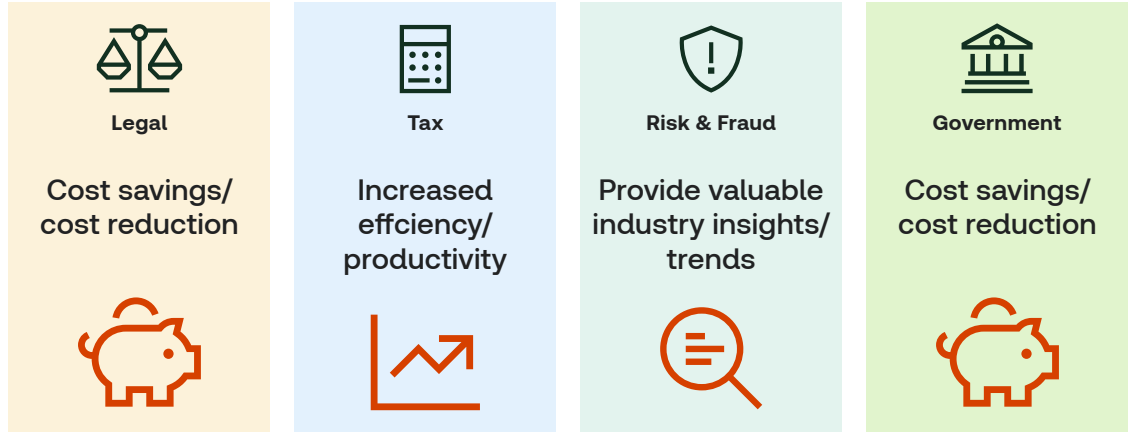 Legal
Cost savings/
cost reduction
Tax
Increased
effciency/
productivity
Risk & Fraud
Provide valuable
industry insights/
trends
Government
Cost savings/
cost reduction